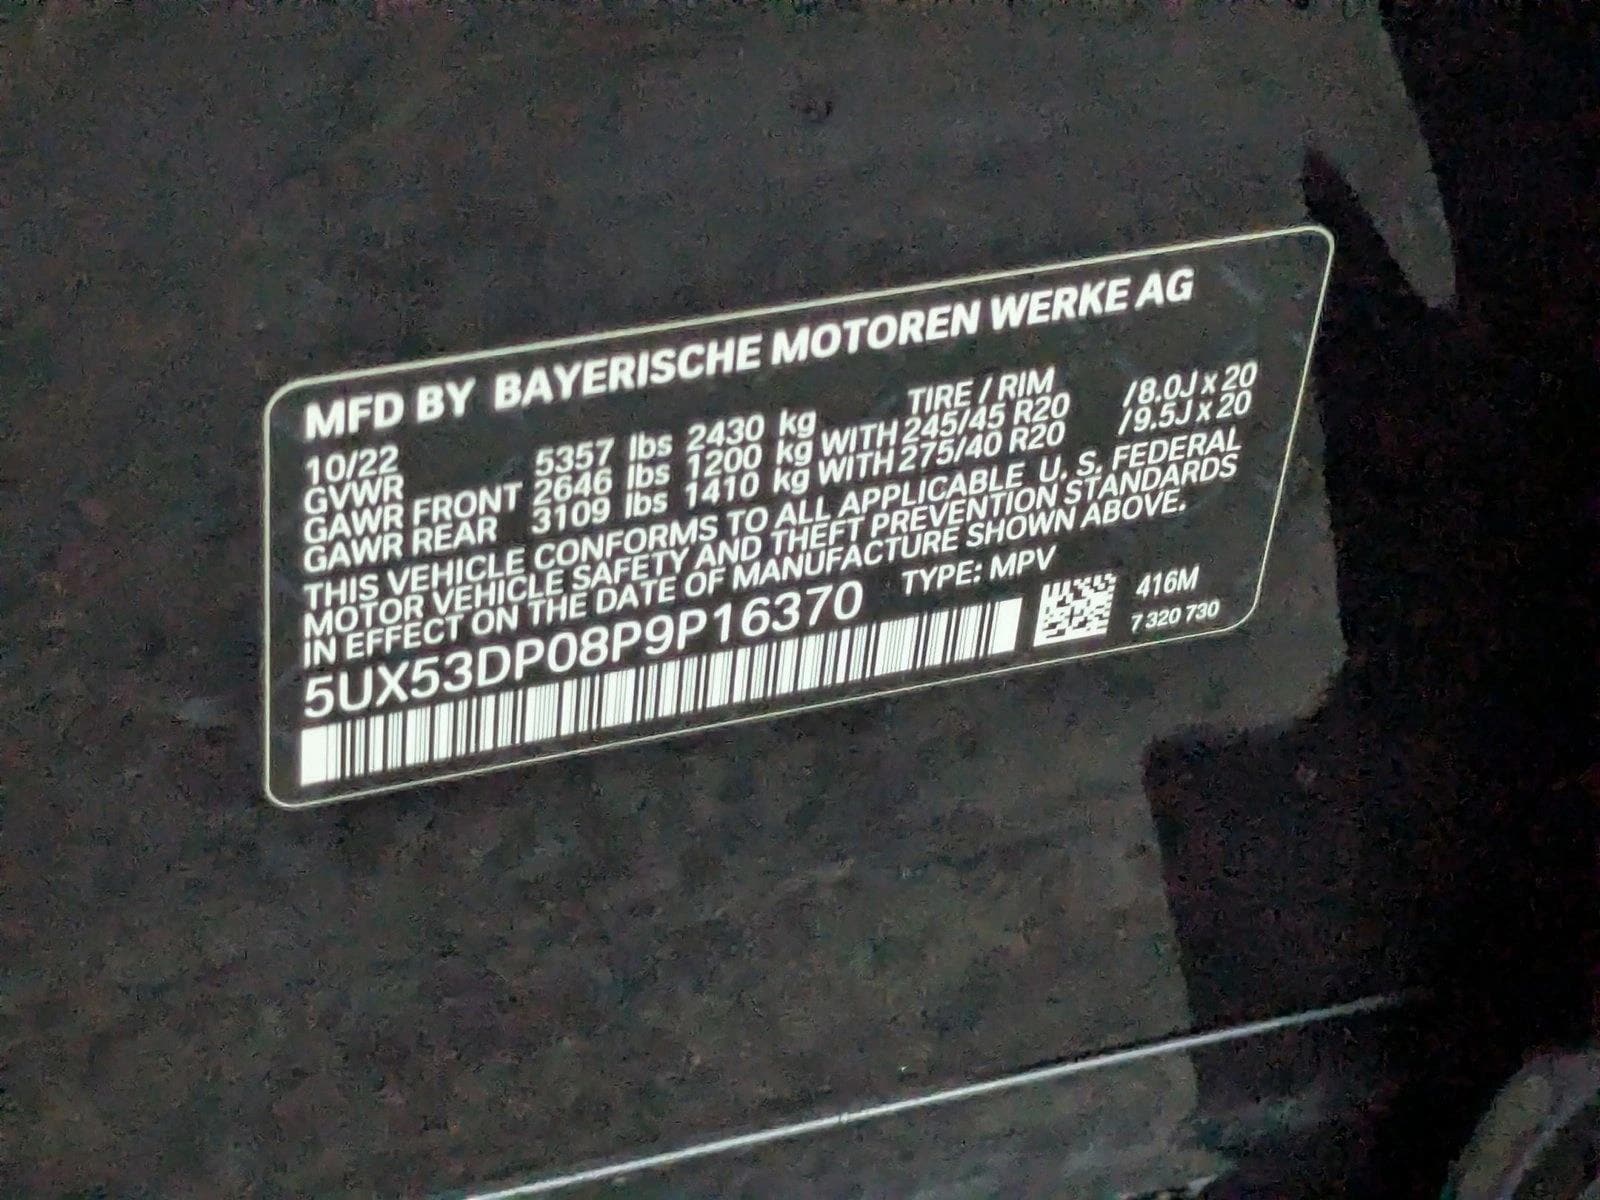 MFD BY BAYERISCHE MOTOREN WERKE AG
10/22 TIRE / RIM
GVWR 5357 lbs 2430 kg
GAWR FRONT 2646 lbs 1200 kg WITH 245/45 R20 /8.0J x 20
GAWR REAR 3109 lbs 1410 kg WITH 275/40 R20 /9.5J x 20
THIS VEHICLE CONFORMS TO ALL APPLICABLE U. S. FEDERAL
MOTOR VEHICLE SAFETY AND THEFT PREVENTION STANDARDS
IN EFFECT ON THE DATE OF MANUFACTURE SHOWN ABOVE.
5UX53DP08P9P16370 TYPE: MPV
416M
7 320 730